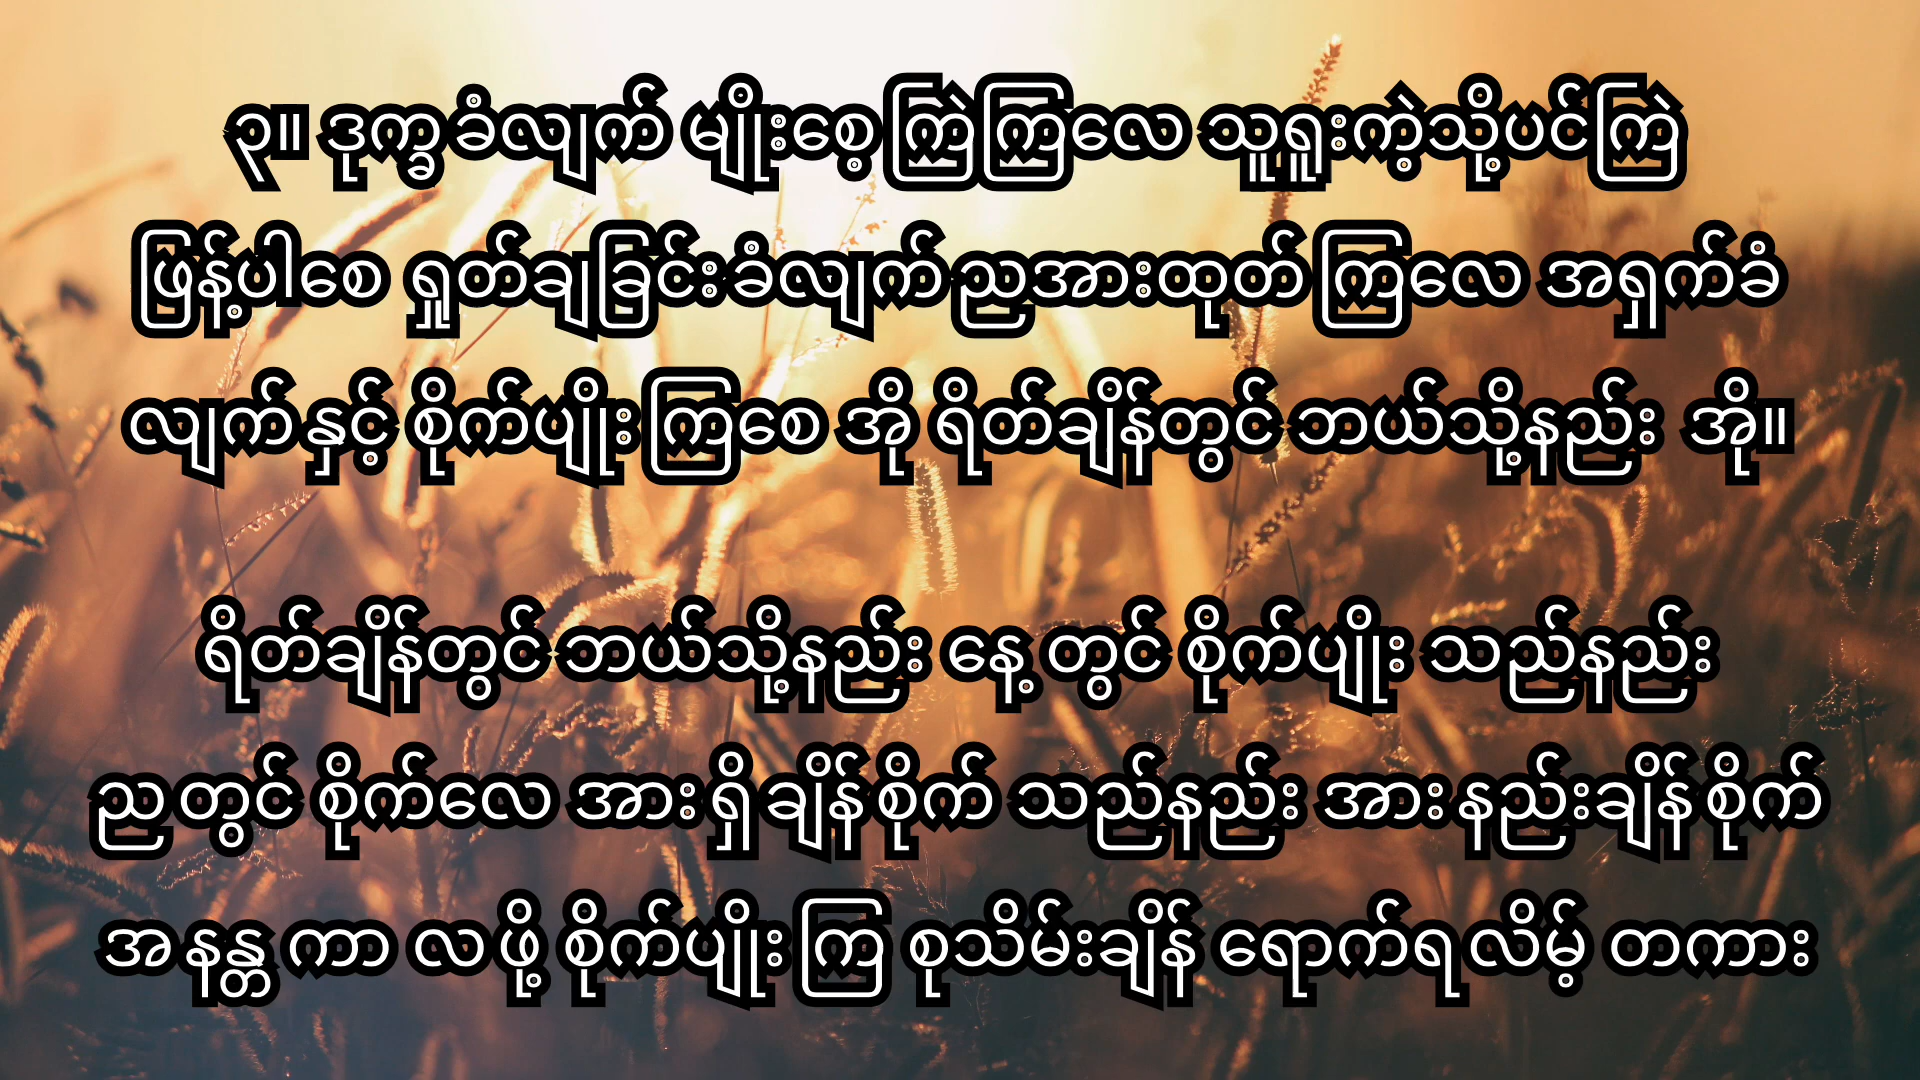 ၃။ ဒုက္ခခံလျက် မျိုးစေ့ကြဲကြလေ သူရူးကဲ့သို့ပင်ကြဲ
ဖြန့်ပါစေ ရှုတ်ချခြင်းခံလျက်ညအားထုတ်ကြလေ အရှက်ခံ
လျက်နှင့် စိုက်ပျိုးကြစေ အို ရိတ်ချိန်တွင် ဘယ်သို့နည်း အို။
ရိတ်ချိန်တွင် ဘယ်သို့နည်း နေ့တွင် စိုက်ပျိုး သည်နည်း
ညတွင် စိုက်လေ အားရှိချိန်စိုက် သည်နည်း အားနည်းချိန်စိုက်
အနန္တကာ လဖို့ စိုက်ပျိုးကြ စုသိမ်းချိန် ရောက်ရလိမ့် တကား